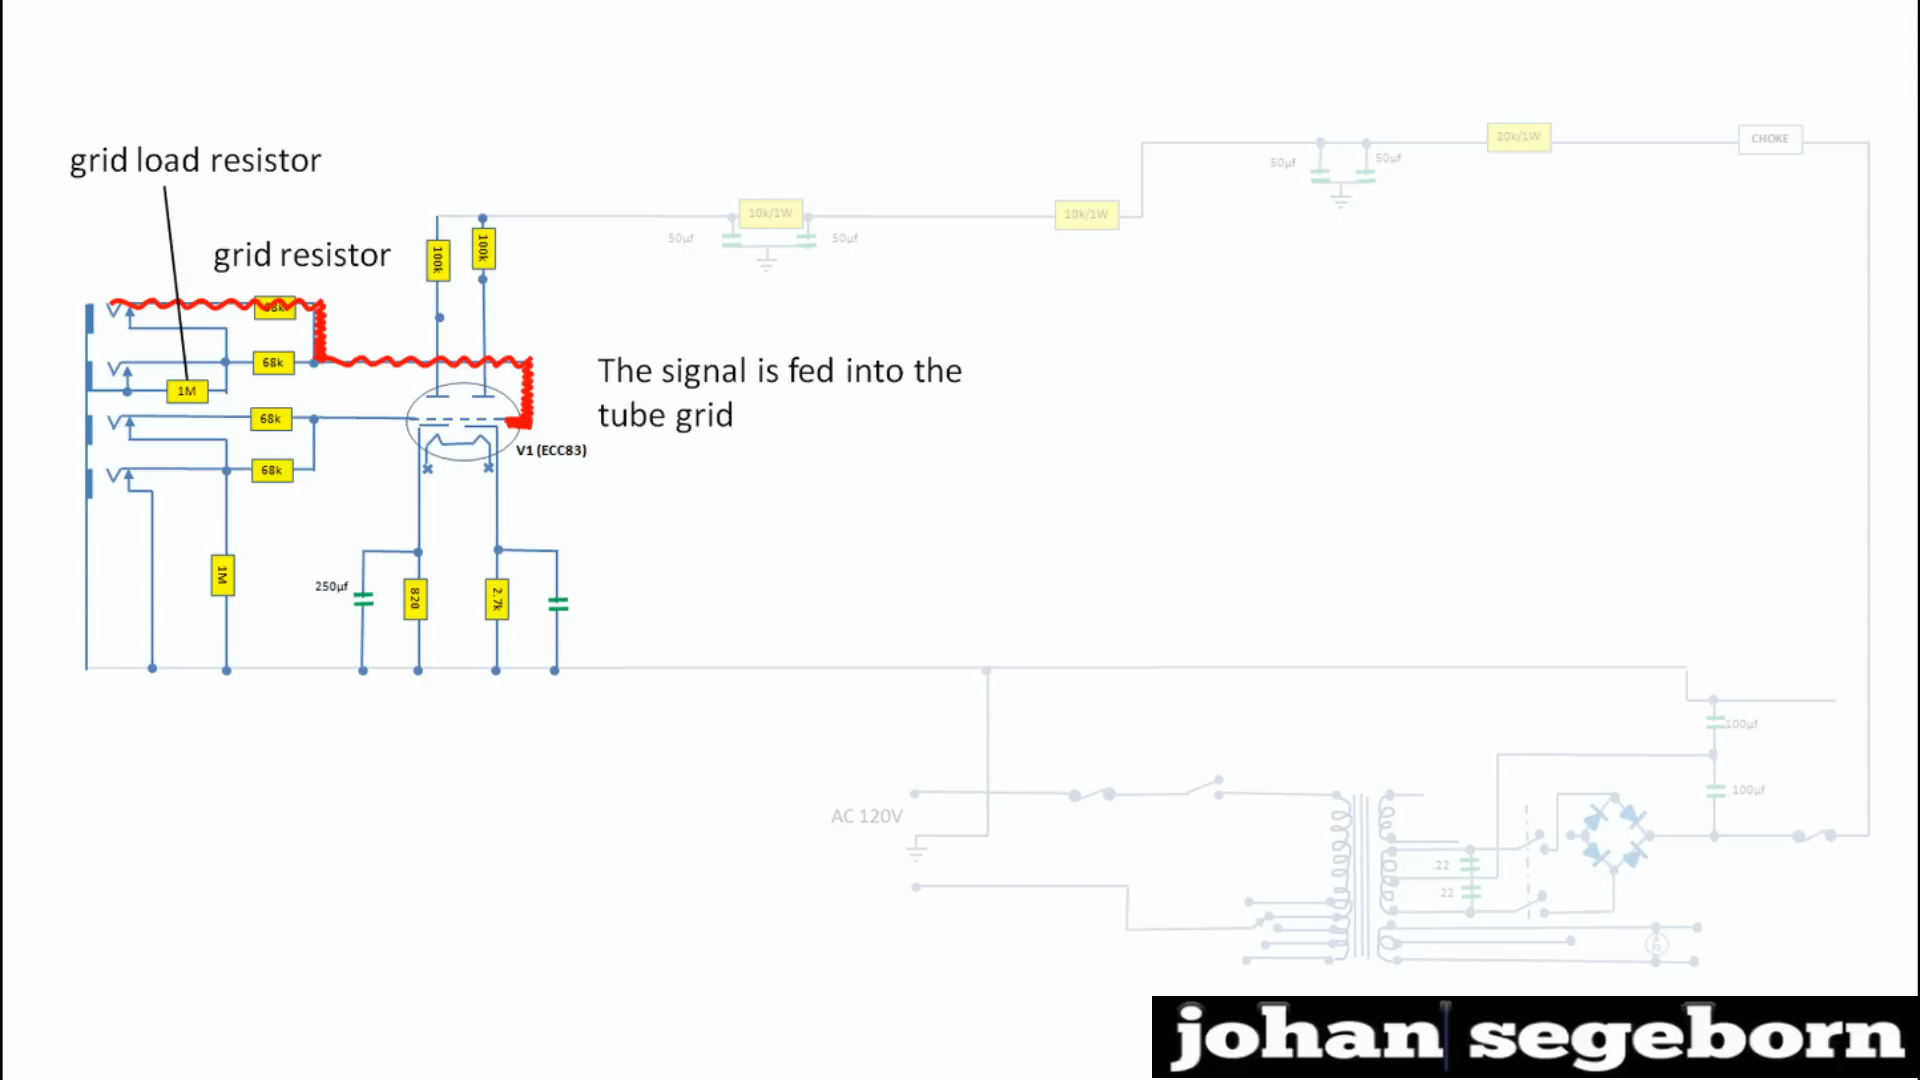 20k/1W
CHOKE
50µf
50µf
grid load resistor
10k/1W
10k/1W
50µf
50µf
grid resistor
100k
100k
68k
68k
1M
68k
68k
The signal is fed into the
tube grid
V1 (ECC83)
1M
250µf
820
2.7k
100µf
100µf
AC 120V
.22
.22
johan segeborn